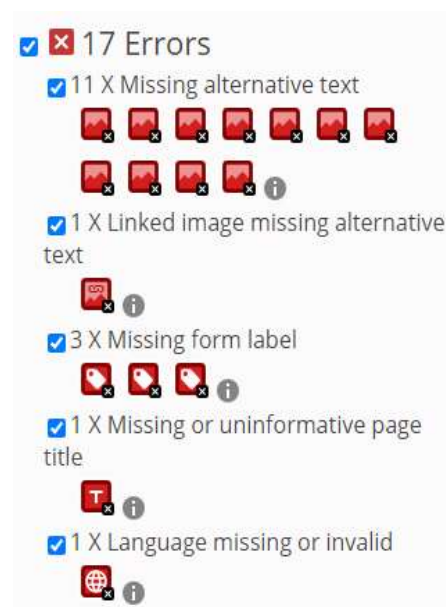 17 Errors
11 X Missing alternative text
1 X Linked image missing alternative
text
3 X Missing form label
1 X Missing or uninformative page
title
1 X Language missing or invalid